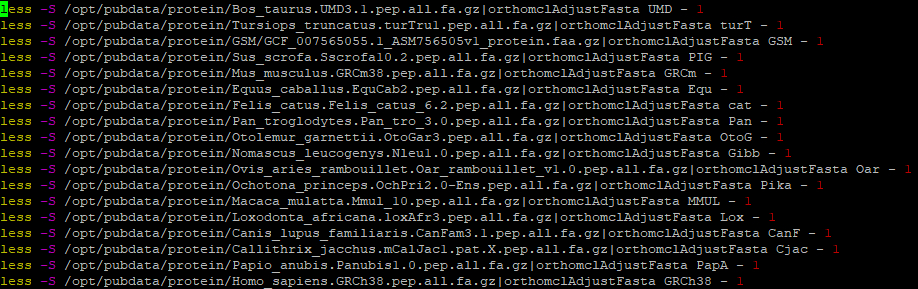 less -S /opt/pubdata/protein/Bos_taurus.UMD3.1.pep.all.fa.gz|orthomclAdjustFasta UMD - 1
less -S /opt/pubdata/protein/Tursiops_truncatus.turTru1.pep.all.fa.gz|orthomclAdjustFasta turT - 1
less -S /opt/pubdata/protein/GSM/GCF_007565055.1_ASM756505v1_protein.faa.gz|orthomclAdjustFasta GSM - 1
less -S /opt/pubdata/protein/Sus_scrofa.Sscrofa10.2.pep.all.fa.gz|orthomclAdjustFasta PIG - 1
less -S /opt/pubdata/protein/Mus_musculus.GRCm38.pep.all.fa.gz|orthomclAdjustFasta GRCm - 1
less -S /opt/pubdata/protein/Equus_caballus.EquCab2.pep.all.fa.gz|orthomclAdjustFasta Equ - 1
less -S /opt/pubdata/protein/Felis_catus.Felis_catus_6.2.pep.all.fa.gz|orthomclAdjustFasta cat - 1
less -S /opt/pubdata/protein/Pan_troglodytes.Pan_tro_3.0.pep.all.fa.gz|orthomclAdjustFasta Pan - 1
less -S /opt/pubdata/protein/Otolemur_garnettii.OtoGar3.pep.all.fa.gz|orthomclAdjustFasta OtoG - 1
less -S /opt/pubdata/protein/Nomascus_leucogenys.Nleu1.0.pep.all.fa.gz|orthomclAdjustFasta Gibb - 1
less -S /opt/pubdata/protein/Ovis_aries_rambouillet.Oar_rambouillet_v1.0.pep.all.fa.gz|orthomclAdjustFasta Oar - 1
less -S /opt/pubdata/protein/Ochotona_princeps.OchPri2.0-Ens.pep.all.fa.gz|orthomclAdjustFasta Pika - 1
less -S /opt/pubdata/protein/Macaca_mulatta.Mmul_10.pep.all.fa.gz|orthomclAdjustFasta MMUL - 1
less -S /opt/pubdata/protein/Loxodonta_africana.loxAfr3.pep.all.fa.gz|orthomclAdjustFasta Lox - 1
less -S /opt/pubdata/protein/Canis_lupus_familiaris.CanFam3.1.pep.all.fa.gz|orthomclAdjustFasta CanF - 1
less -S /opt/pubdata/protein/Callithrix_jacchus.mCalJac1.pat.X.pep.all.fa.gz|orthomclAdjustFasta Cjac - 1
less -S /opt/pubdata/protein/Papio_anubis.Panubis1.0.pep.all.fa.gz|orthomclAdjustFasta PapA - 1
less -S /opt/pubdata/protein/Homo_sapiens.GRCh38.pep.all.fa.gz|orthomclAdjustFasta GRCh38 - 1